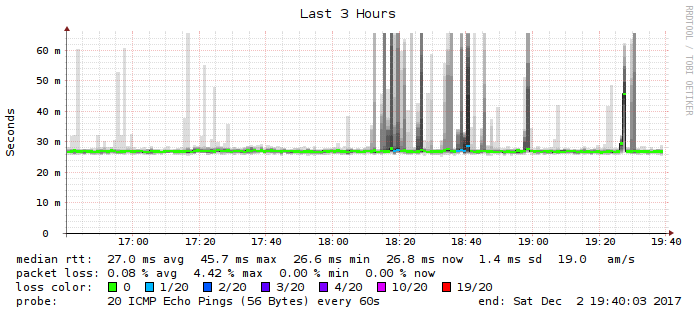 Last 3 Hours
RRDTOOL / TOBI OETIKER
Seconds
60 m
50 m
40 m
30 m
20 m
10 m
0
17:00 17:20 17:40 18:00 18:20 18:40 19:00 19:20 19:40
median rtt: 27.0 ms avg 45.7 ms max 26.6 ms min 26.8 ms now 1.4 ms sd 19.0 am/s
packet loss: 0.08 % avg 4.42 % max 0.00 % min 0.00 % now
loss color: 0 1/20 2/20 3/20 4/20 10/20 19/20
probe: 20 ICMP Echo Pings (56 Bytes) every 60s end: Sat Dec 2 19:40:03 2017